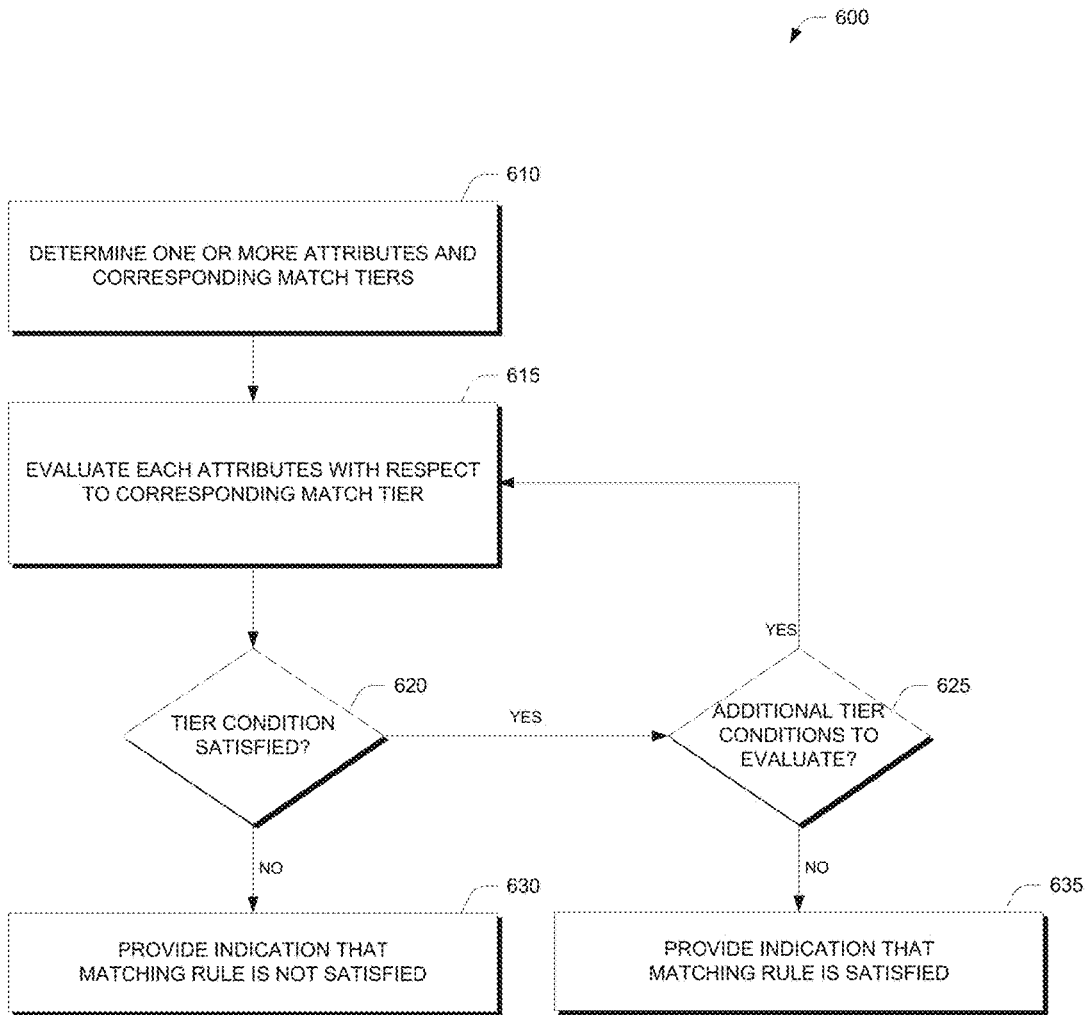 600
610
DETERMINE ONE OR MORE ATTRIBUTES AND
CORRESPONDING MATCH TIERS
615
EVALUATE EACH ATTRIBUTES WITH RESPECT
TO CORRESPONDING MATCH TIER
YES
620
TIER CONDITION
SATISFIED?
YES
625
ADDITIONAL TIER
CONDITIONS TO
EVALUATE?
NO
NO
630
PROVIDE INDICATION THAT
MATCHING RULE IS NOT SATISFIED
635
PROVIDE INDICATION THAT
MATCHING RULE IS SATISFIED